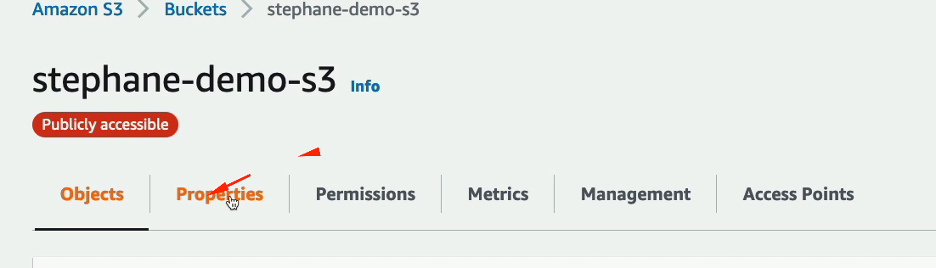 Amazon S3 > Buckets > stephane-demo-s3
stephane-demo-s3 Info
Publicly accessible
Objects Properties Permissions Metrics Management Access Points